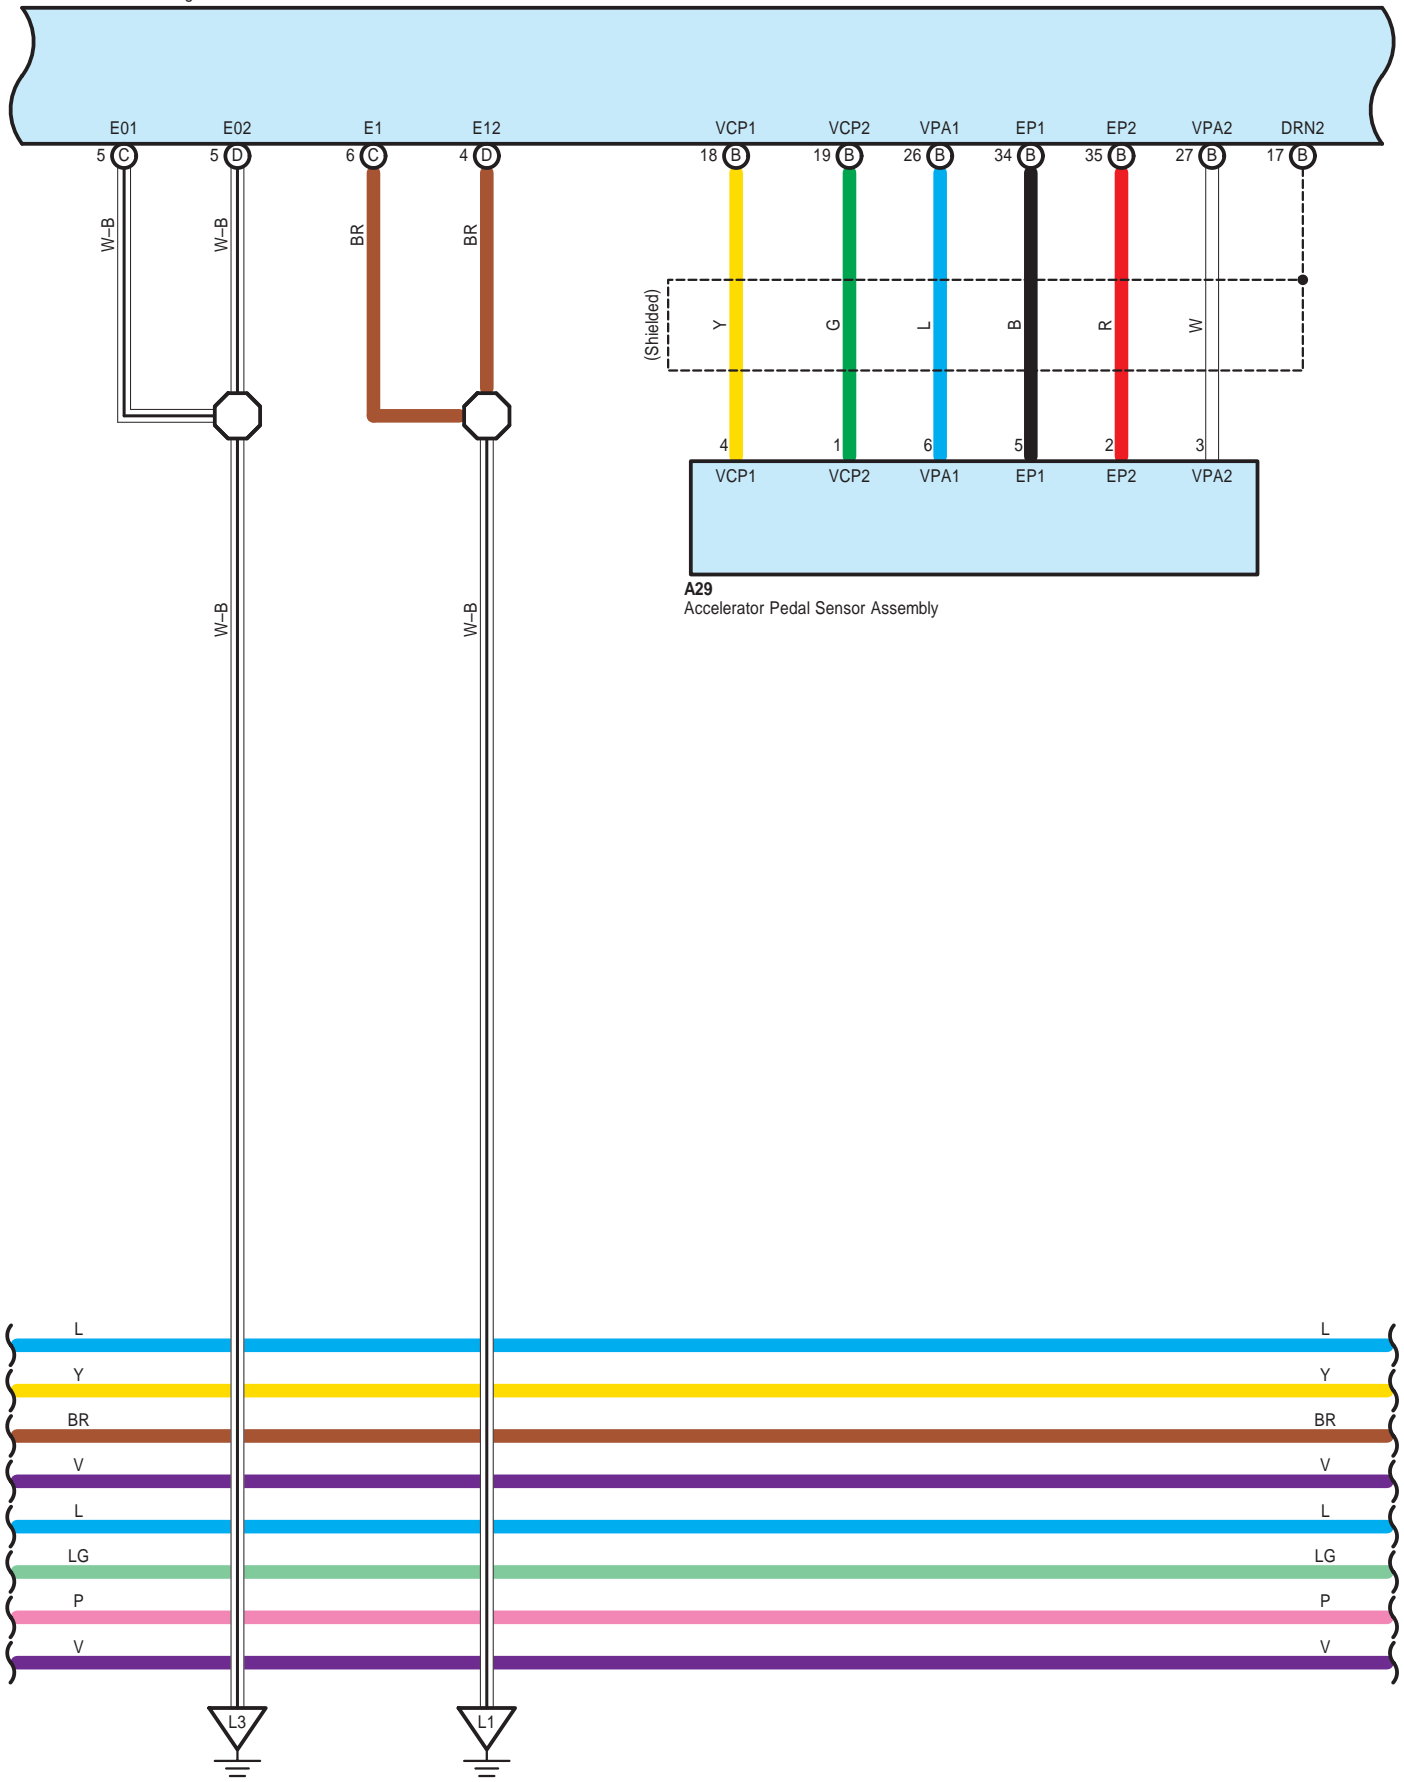 E01 E02 E1 E12 VCP1 VCP2 VPA1 EP1 EP2 VPA2 DRN2
5 C 5 D 6 C 4 D 18 B 19 B 26 B 34 B 35 B 27 B 17 B
W–B W–B BR BR
(Shielded) Y G L B R W
4 1 6 5 2 3
VCP1 VCP2 VPA1 EP1 EP2 VPA2
A29
Accelerator Pedal Sensor Assembly
W–B W–B
L L
Y Y
BR BR
V V
L L
LG LG
P P
V V
L3 L1